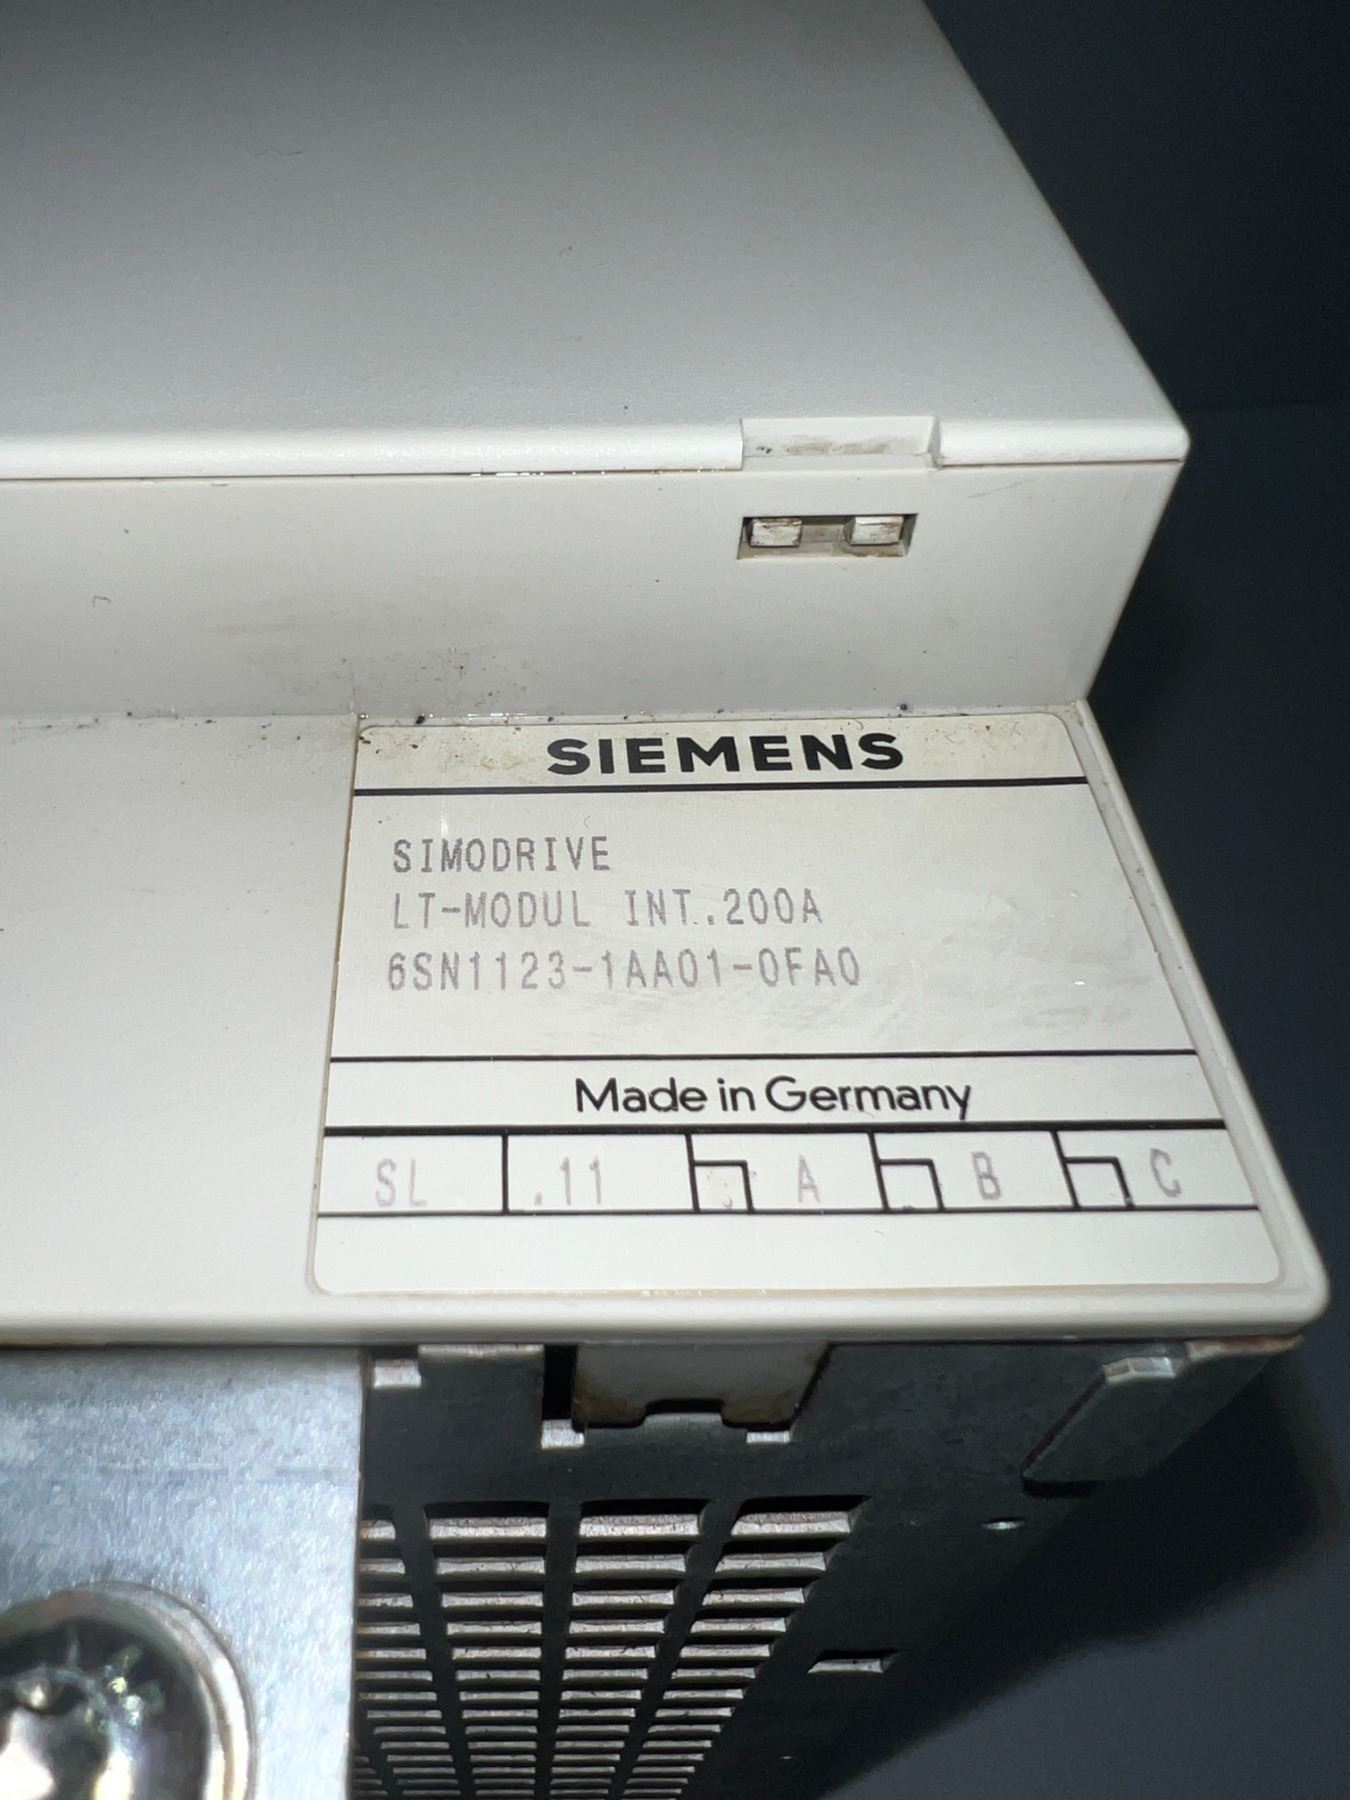 SIEMENS
SIMODRIVE
LT-MODUL INT.200A
6SN1123-1AA01-0FA0
Made in Germany
SL .11 A B C